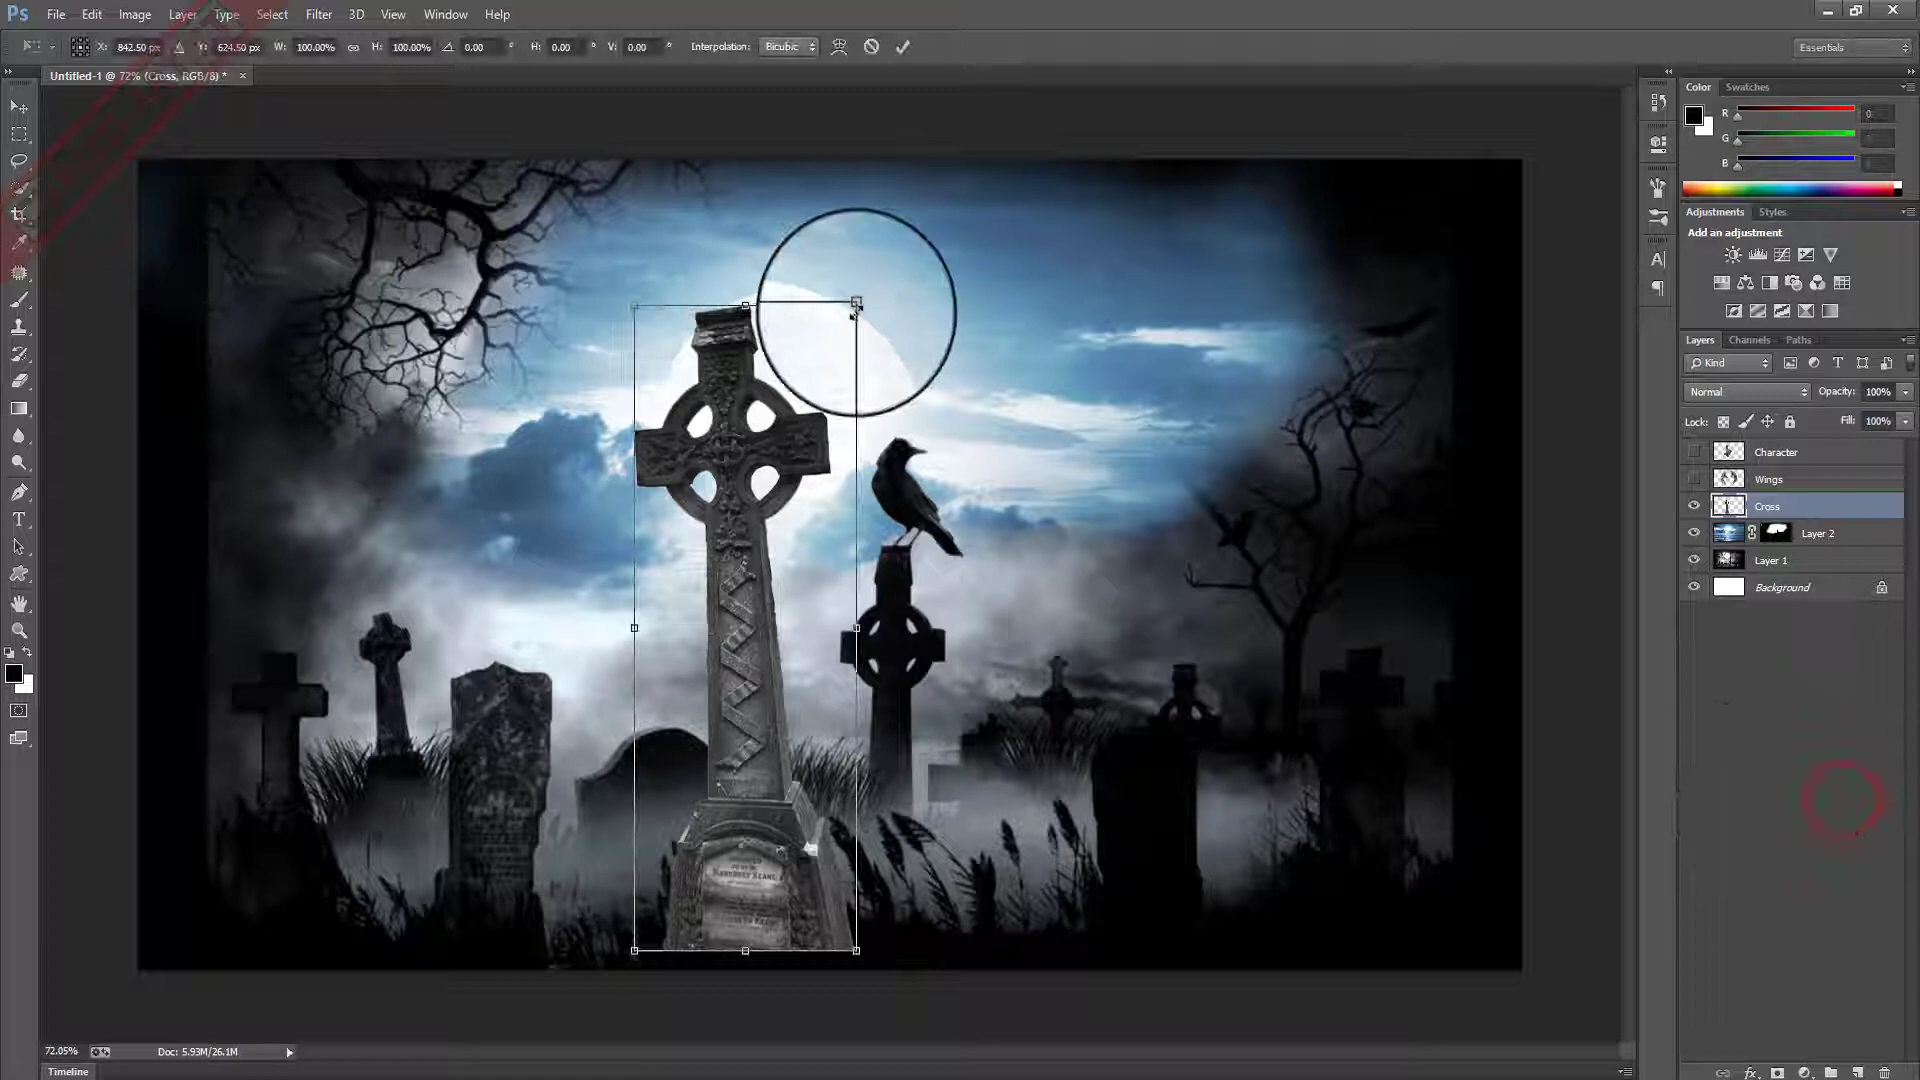 Ps File Edit Image Layer Type Select Filter 3D View Window Help
X: 842.50 px Y: 624.50 px W: 100.00% H: 100.00% 0.00 ° H: 0.00 ° V: 0.00 ° Interpolation: Bicubic Essentials
Untitled-1 @ 72% (Cross, RGB/8) * ×
Color Swatches
R 0
G
B
Adjustments Styles
Add an adjustment
Layers Channels Paths
Kind
Normal Opacity: 100%
Lock: Fill: 100%
Character
Wings
Cross
Layer 2
Layer 1
Background
72.05% Doc: 5.93M/26.1M
Timeline